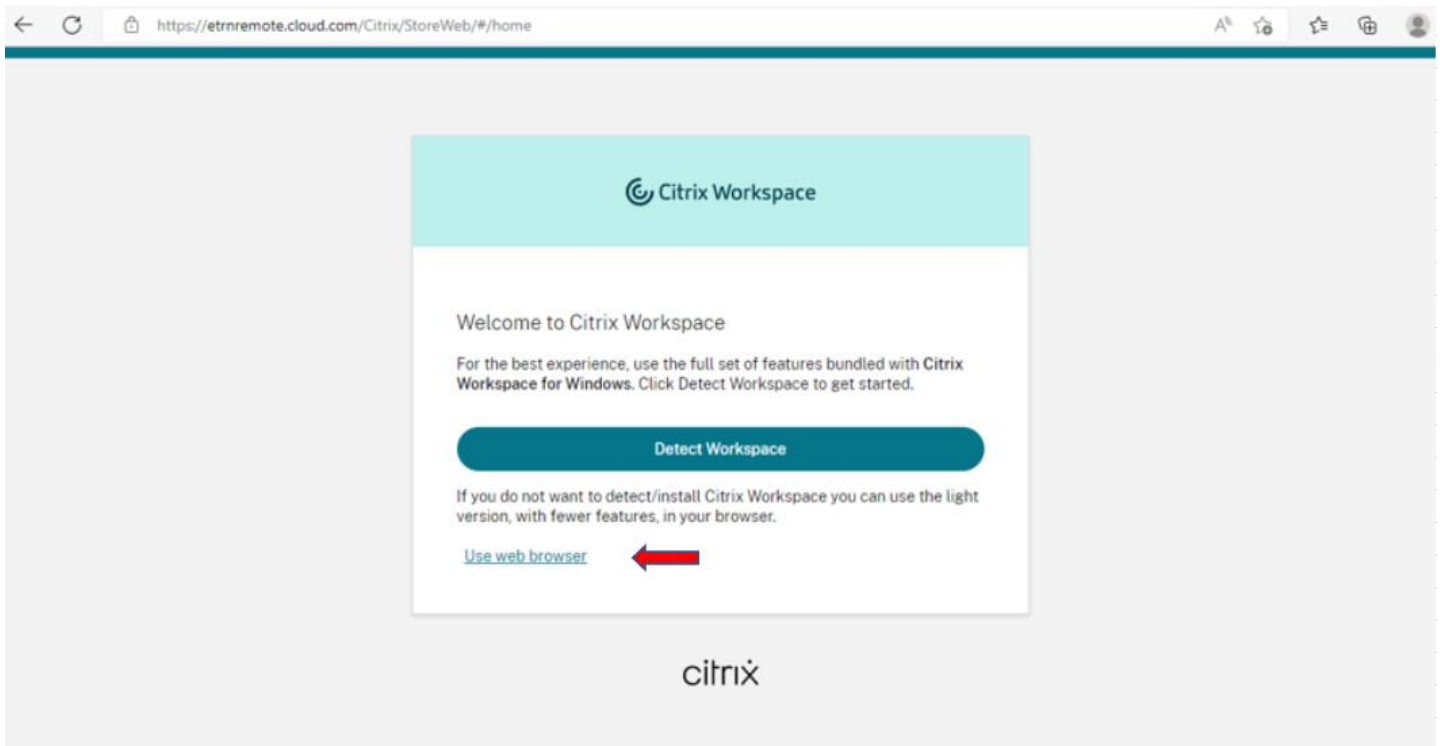 https://etrnremote.cloud.com/Citrix/StoreWeb/#/home
Citrix Workspace
Welcome to Citrix Workspace
For the best experience, use the full set of features bundled with Citrix
Workspace for Windows. Click Detect Workspace to get started.
Detect Workspace
If you do not want to detect/install Citrix Workspace you can use the light
version, with fewer features, in your browser.
Use web browser
citrix